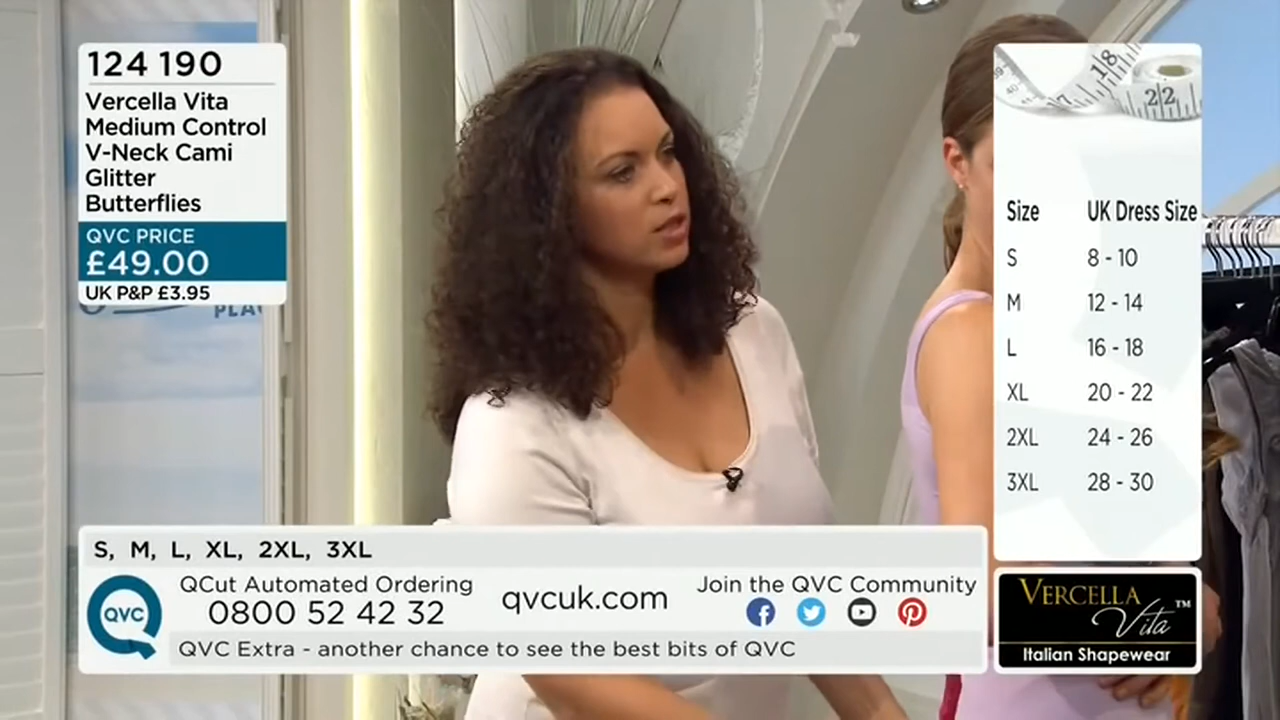 124 190
Vercella Vita
Medium Control
V-Neck Cami
Glitter
Butterflies
QVC PRICE
£49.00
UK P&P £3.95
18
22
Size UK Dress Size
S 8 - 10
M 12 - 14
L 16 - 18
XL 20 - 22
2XL 24 - 26
3XL 28 - 30
S, M, L, XL, 2XL, 3XL
QVC
QCut Automated Ordering
0800 52 42 32
qvcuk.com
Join the QVC Community
QVC Extra - another chance to see the best bits of QVC
VERCELLA
Vita™
Italian Shapewear